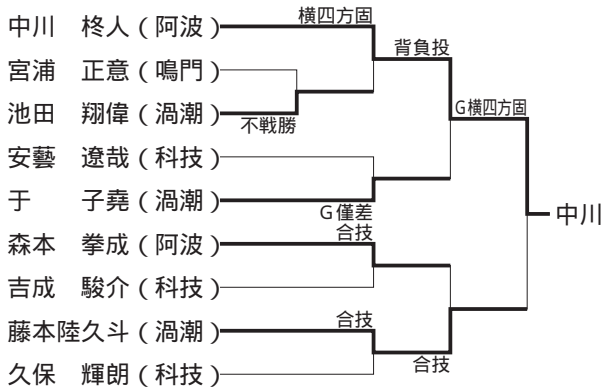 中川　柊人（阿波）
宮浦　正意（鳴門）
池田　翔偉（渦潮）
安藝　遼哉（科技）
于　　子堯（渦潮）
森本　拳成（阿波）
吉成　駿介（科技）
藤本陸久斗（渦潮）
久保　輝朗（科技）
横四方固
不戦勝
G僅差
合技
合技
背負投
合技
G横四方固
中川